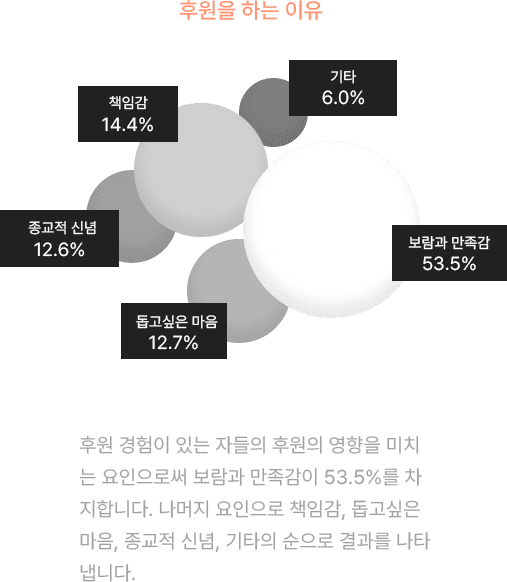 후원을 하는 이유
기타
6.0%
책임감
14.4%
종교적 신념
12.6%
보람과 만족감
53.5%
돕고싶은 마음
12.7%
후원 경험이 있는 자들의 후원의 영향을 미치
는 요인으로써 보람과 만족감이 53.5%를 차
지합니다. 나머지 요인으로 책임감, 돕고싶은
마음, 종교적 신념, 기타의 순으로 결과를 나타
냅니다.